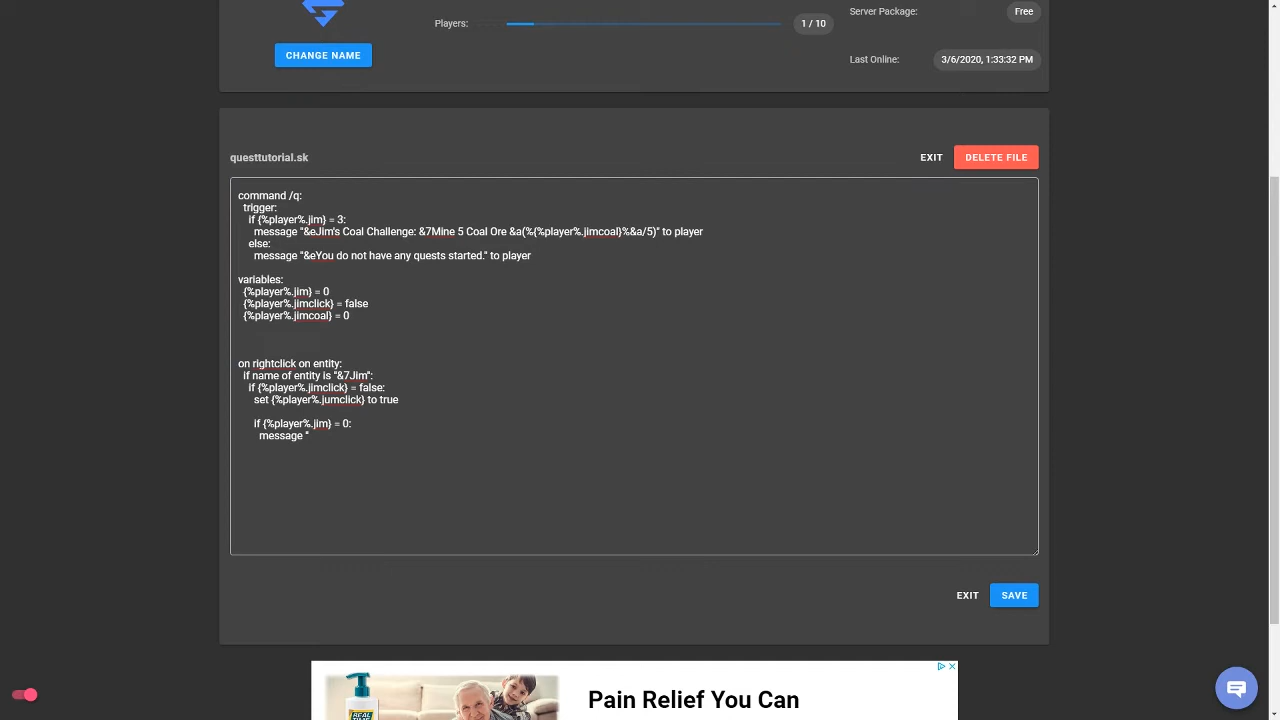 Players:
1 / 10
Server Package:
Free
CHANGE NAME
Last Online:
3/6/2020, 1:33:32 PM
questtutorial.sk
EXIT
DELETE FILE
command /q:
trigger:
if {%player%.jim} = 3:
message "&eJim's Coal Challenge: &7Mine 5 Coal Ore &a(%{%player%.jimcoal}%&a/5)" to player
else:
message "&eYou do not have any quests started." to player
variables:
{%player%.jim} = 0
{%player%.jimclick} = false
{%player%.jimcoal} = 0
on rightclick on entity:
if name of entity is "&7Jim":
if {%player%.jimclick} = false:
set {%player%.jumclick} to true
if {%player%.jim} = 0:
message "
EXIT
SAVE
Pain Relief You Can